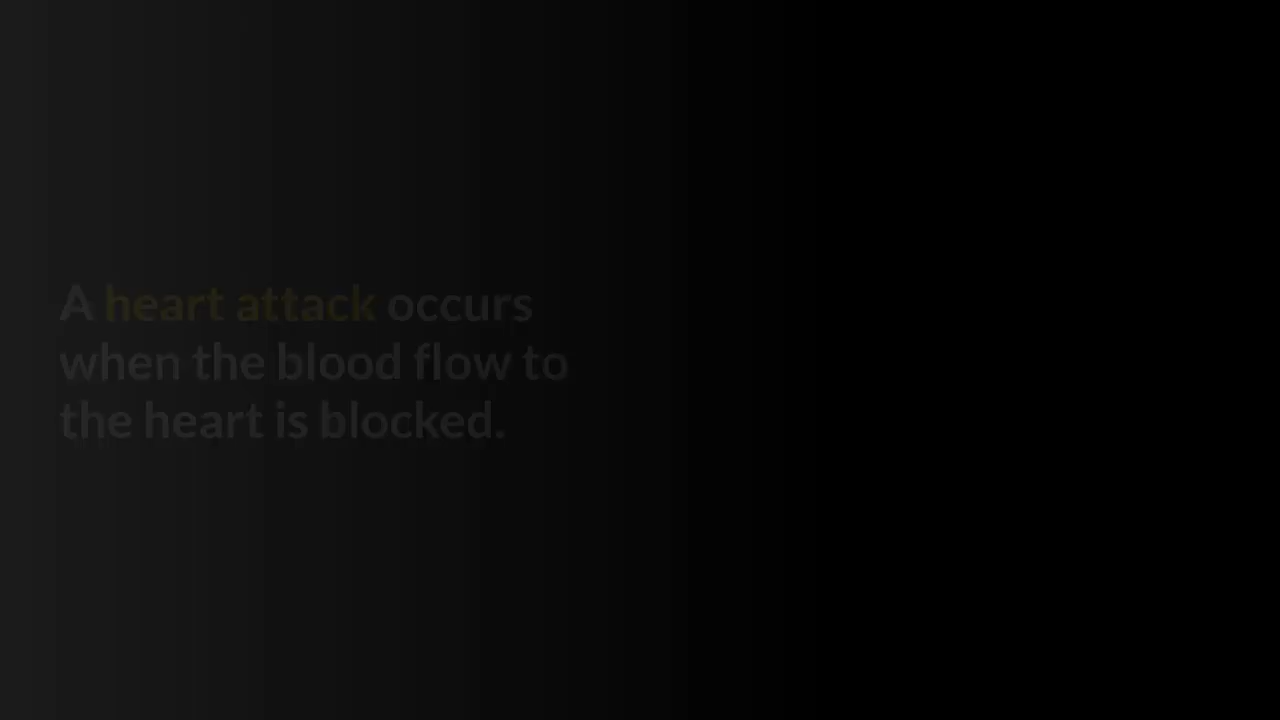 A heart attack occurs
when the blood flow to
the heart is blocked.